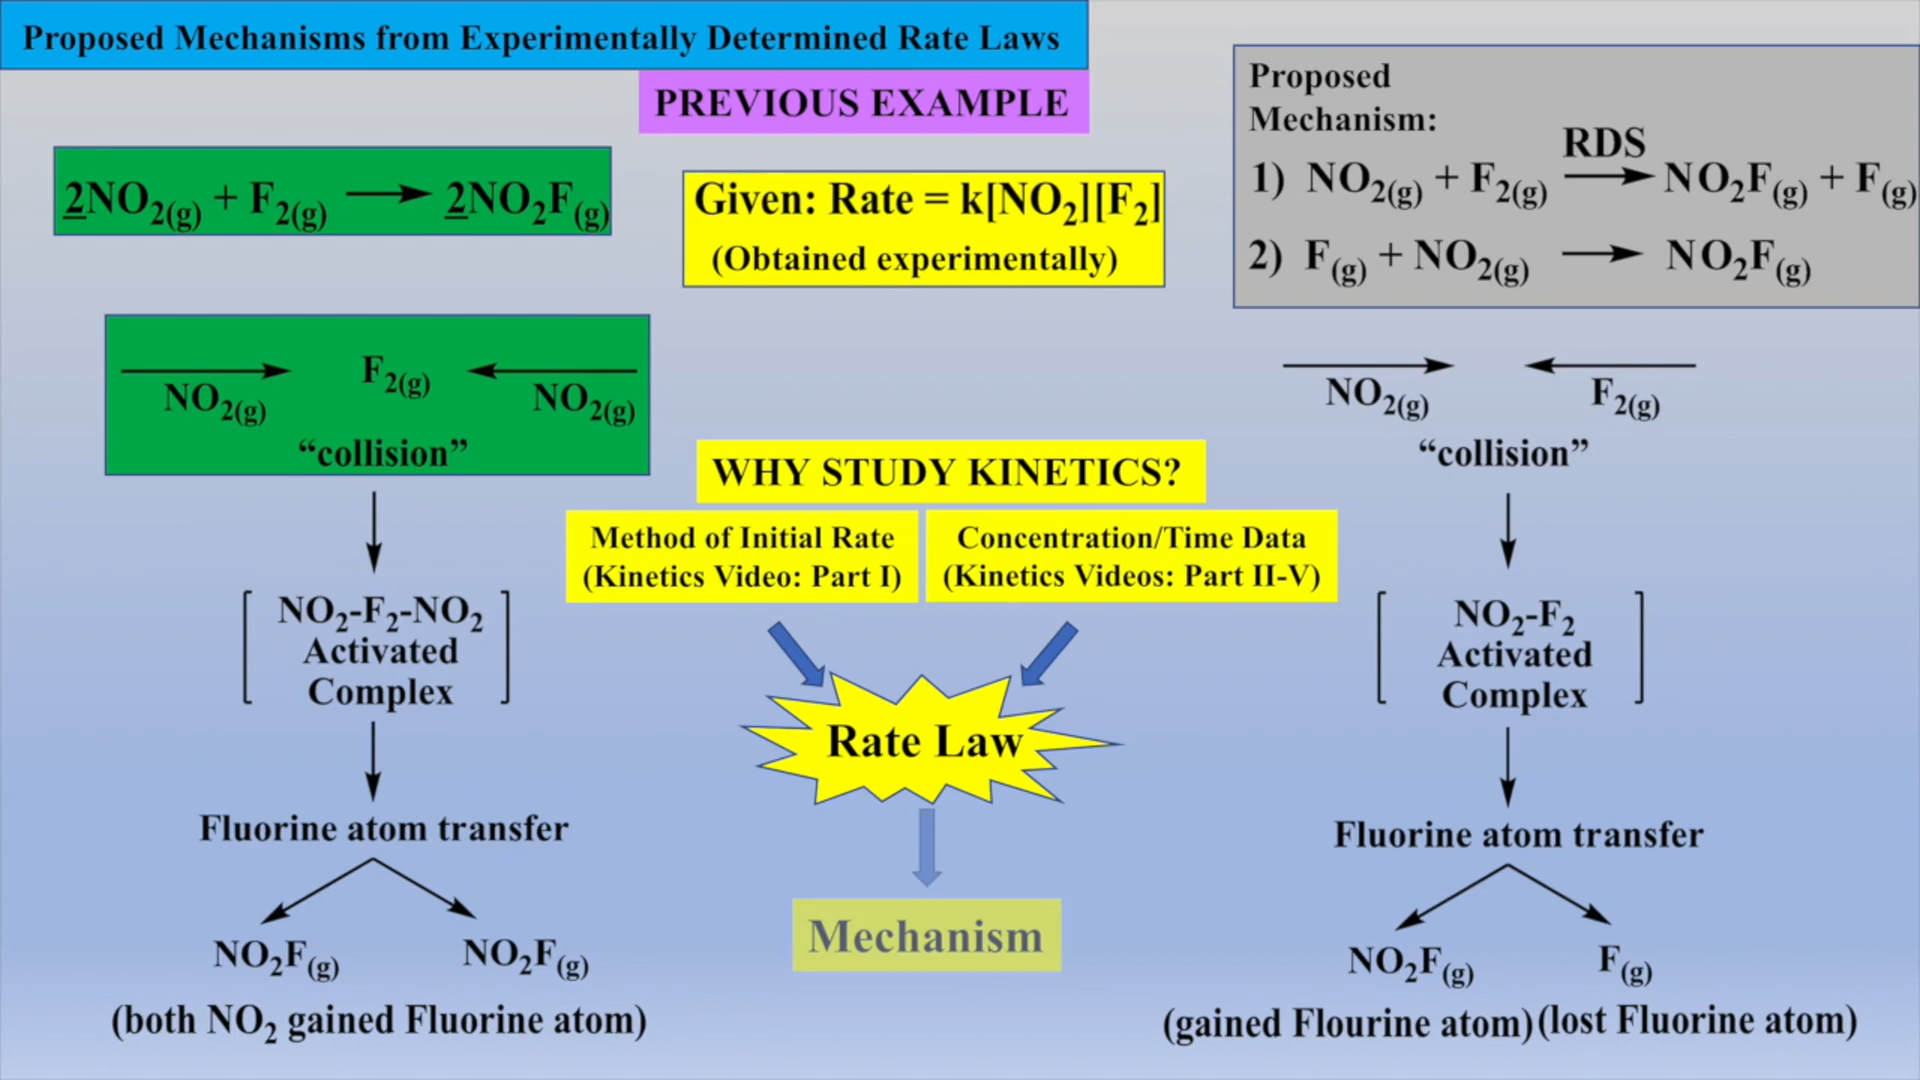 Proposed Mechanisms from Experimentally Determined Rate Laws
PREVIOUS EXAMPLE
2NO₂(g) + F₂(g) ⟶ 2NO₂F(g)
Given: Rate = k[NO₂][F₂]
(Obtained experimentally)
Proposed
Mechanism:
RDS
1) NO₂(g) + F₂(g) ⟶ NO₂F(g) + F(g)
2) F(g) + NO₂(g) ⟶ NO₂F(g)
F₂(g)
NO₂(g) NO₂(g)
“collision”
NO₂-F₂-NO₂
Activated
Complex
Fluorine atom transfer
NO₂F(g) NO₂F(g)
(both NO₂ gained Fluorine atom)
WHY STUDY KINETICS?
Method of Initial Rate
(Kinetics Video: Part I)
Concentration/Time Data
(Kinetics Videos: Part II-V)
Rate Law
Mechanism
NO₂(g) F₂(g)
“collision”
NO₂-F₂
Activated
Complex
Fluorine atom transfer
NO₂F(g) F(g)
(gained Flourine atom) (lost Fluorine atom)